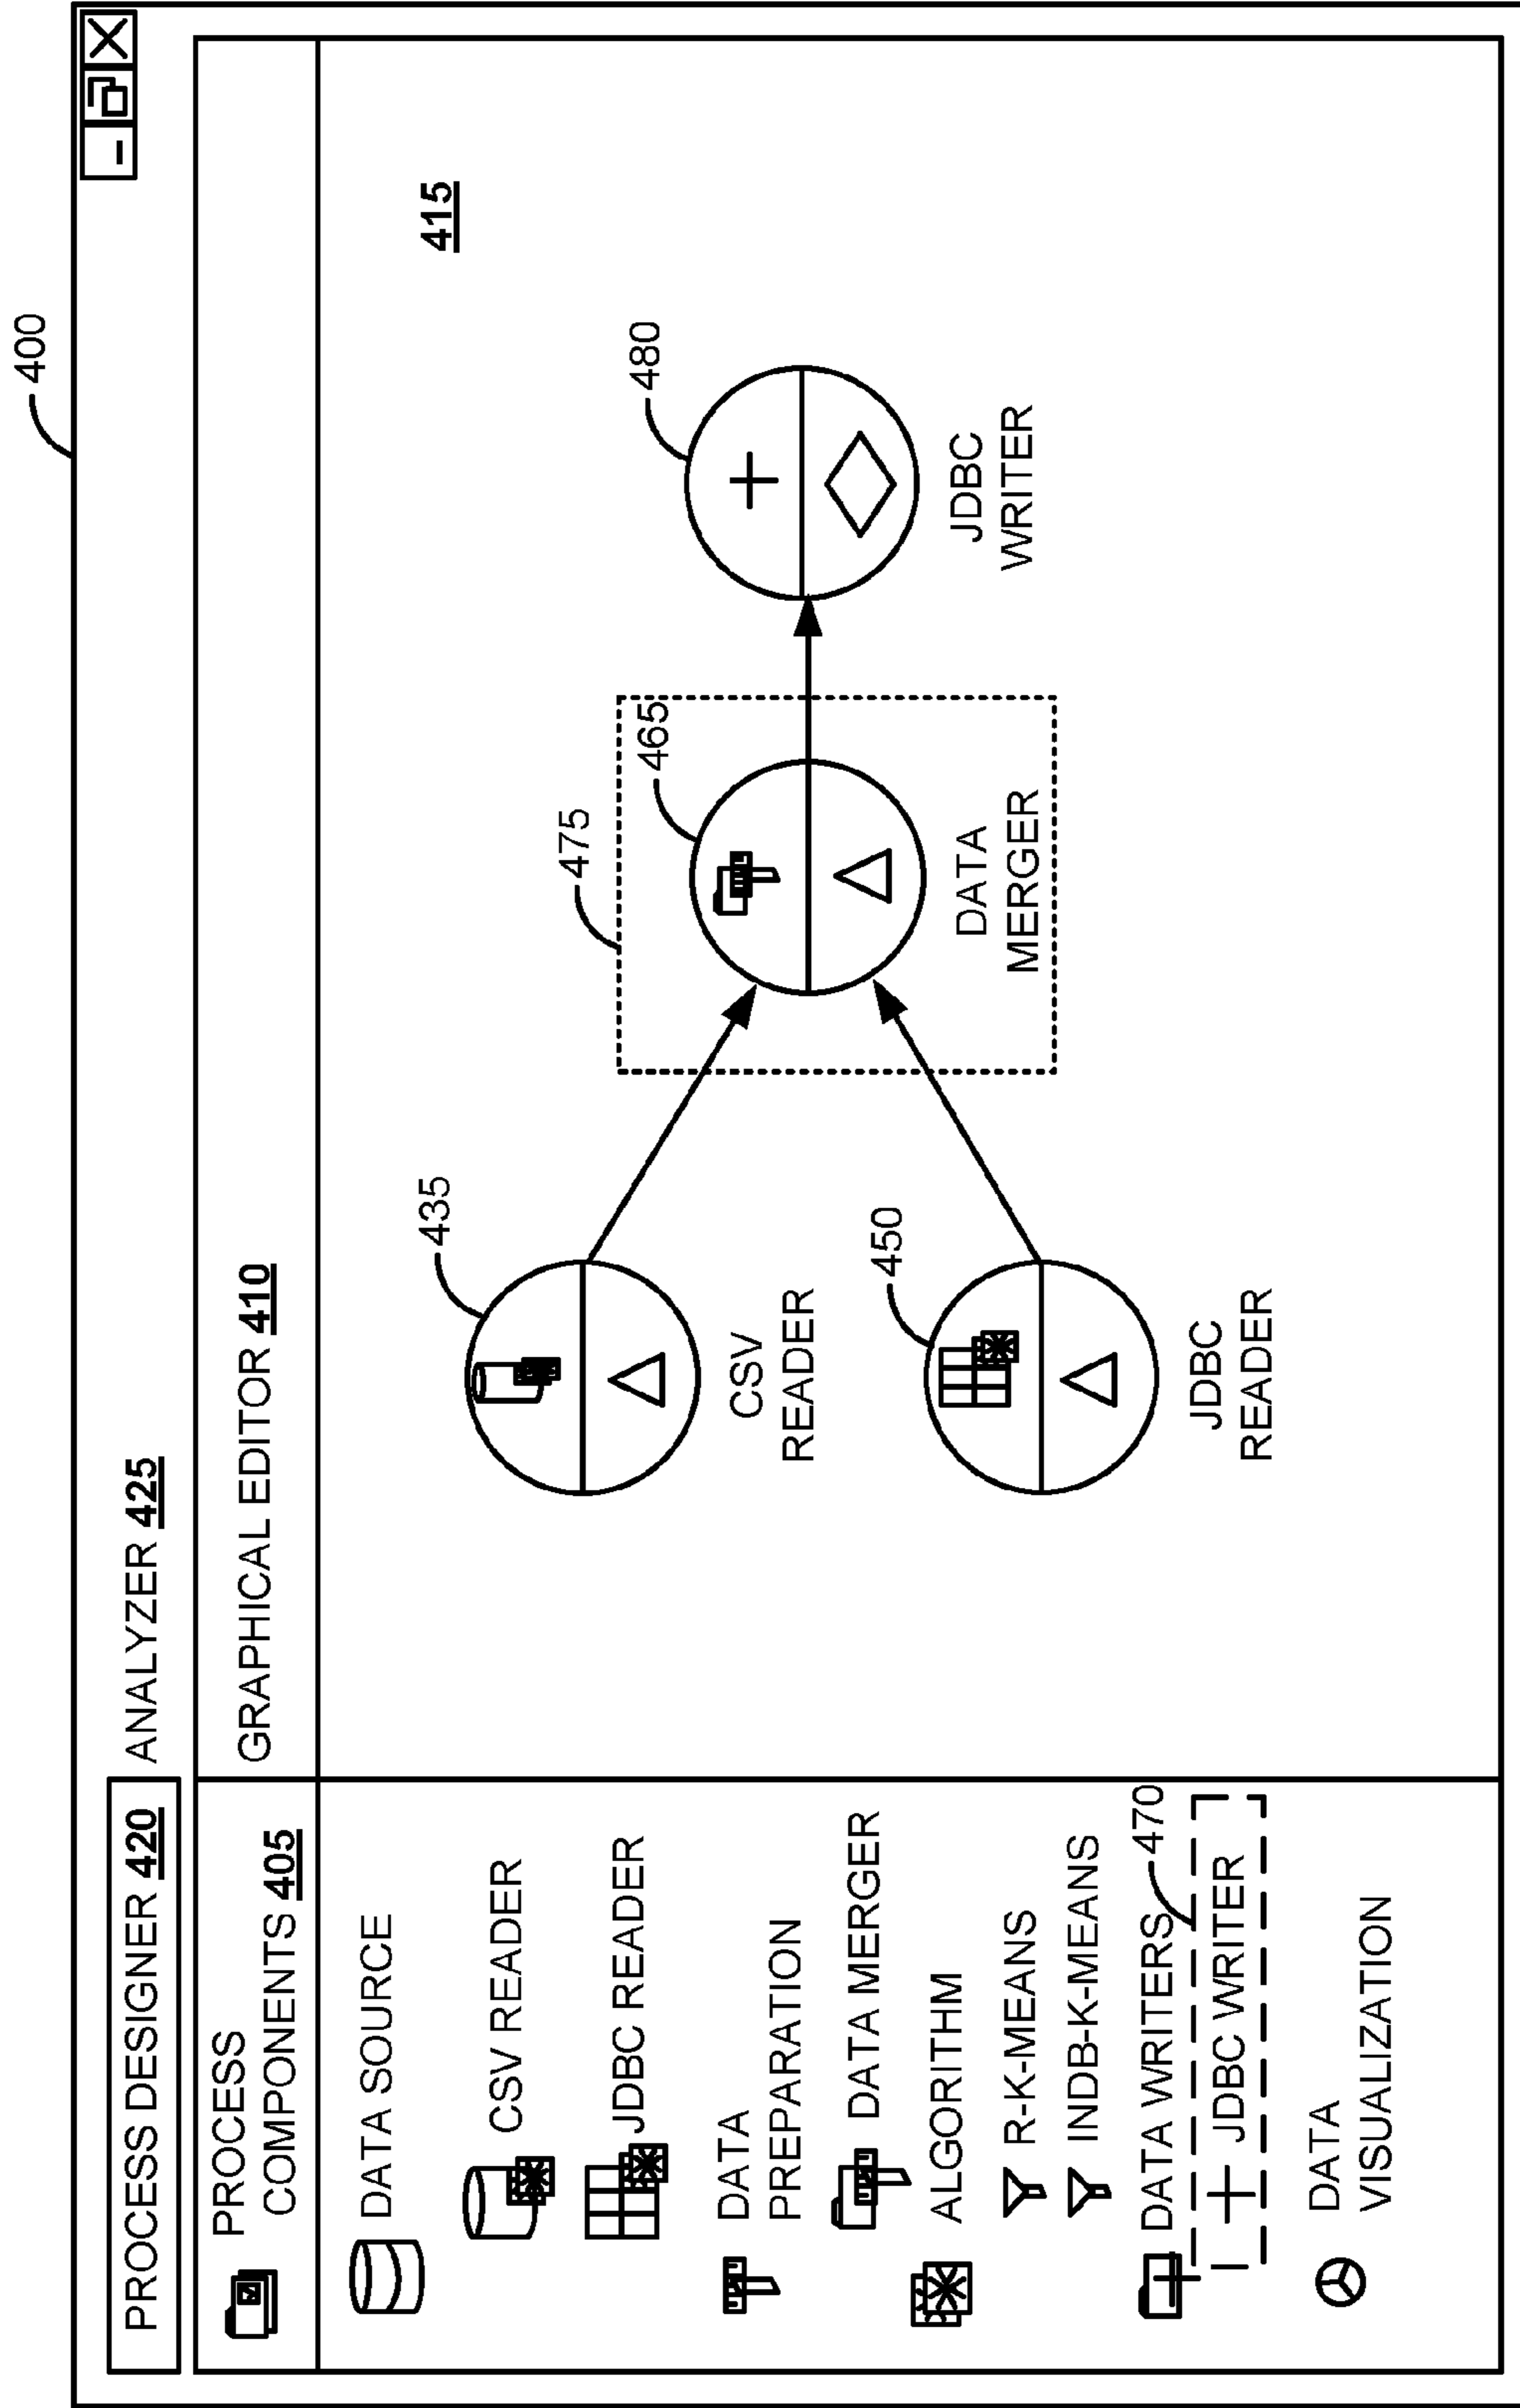 400
PROCESS DESIGNER 420
ANALYZER 425
PROCESS
COMPONENTS 405
GRAPHICAL EDITOR 410
DATA SOURCE
CSV READER
JDBC READER
DATA
PREPARATION
DATA MERGER
ALGORITHM
R-K-MEANS
INDB-K-MEANS
DATA WRITERS
470
JDBC WRITER
DATA
VISUALIZATION
415
435
CSV
READER
450
JDBC
READER
475
465
DATA
MERGER
480
JDBC
WRITER